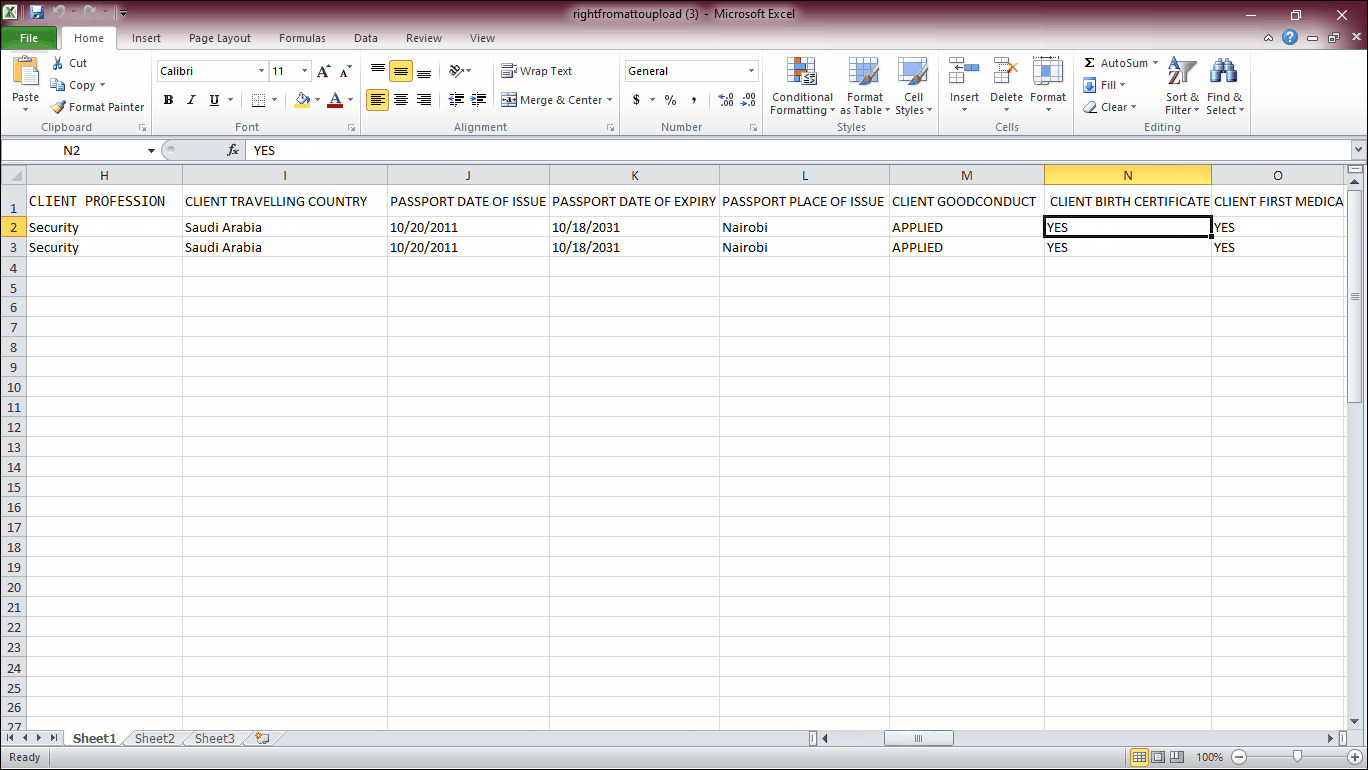 rightfromattoupload (3) - Microsoft Excel
File Home Insert Page Layout Formulas Data Review View
Paste
Cut
Copy
Format Painter
Clipboard
Calibri 11
B I U
A A A
Font
Wrap Text
Merge & Center
Alignment
General
$ % ,
Number
Conditional Formatting
Format as Table
Cell Styles
Styles
Insert Delete Format
Cells
Σ AutoSum
Fill
Clear
Sort & Filter
Find & Select
Editing
N2 fx YES
H I J K L M N O
1 CLIENT PROFESSION CLIENT TRAVELLING COUNTRY PASSPORT DATE OF ISSUE PASSPORT DATE OF EXPIRY PASSPORT PLACE OF ISSUE CLIENT GOODCONDUCT CLIENT BIRTH CERTIFICATE CLIENT FIRST MEDICA
2 Security Saudi Arabia 10/20/2011 10/18/2031 Nairobi APPLIED YES YES
3 Security Saudi Arabia 10/20/2011 10/18/2031 Nairobi APPLIED YES YES
4
5
6
7
8
9
10
11
12
13
14
15
16
17
18
19
20
21
22
23
24
25
26
27
Sheet1 Sheet2 Sheet3
Ready 100%